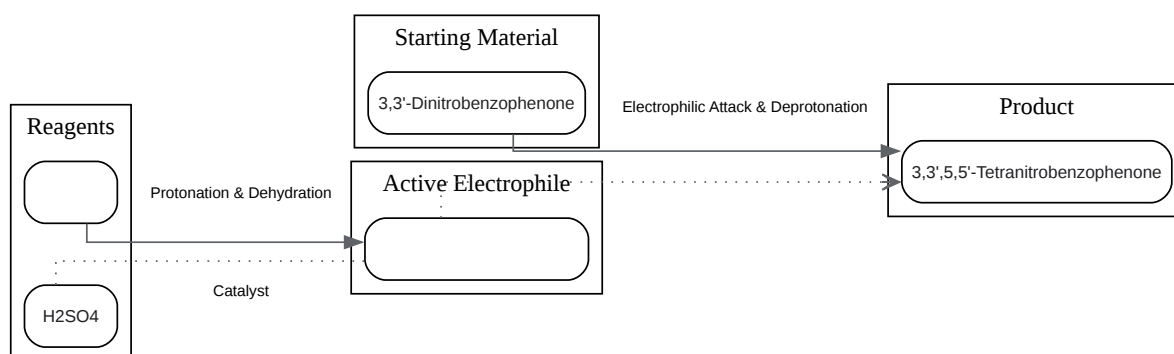 Starting Material
3,3'-Dinitrobenzophenone
Electrophilic Attack & Deprotonation
Product
3,3',5,5'-Tetranitrobenzophenone
Reagents
Protonation & Dehydration
Active Electrophile
Catalyst
H2SO4